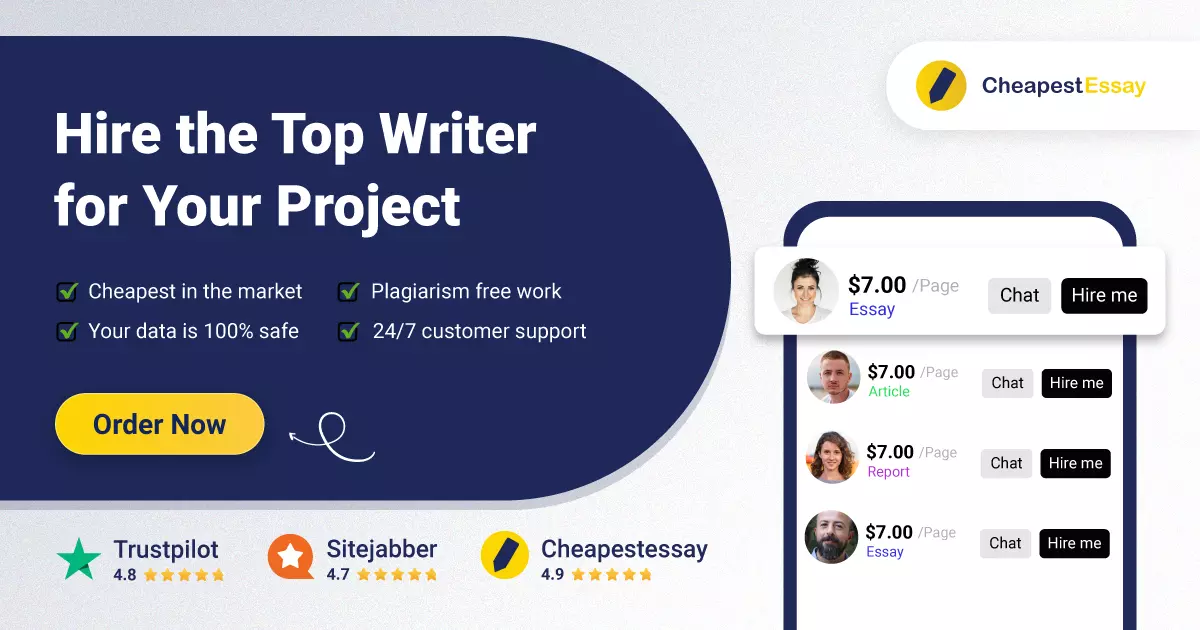 CheapestEssay
Hire the Top Writer
for Your Project
Cheapest in the market
Plagiarism free work
Your data is 100% safe
24/7 customer support
Order Now
Trustpilot
4.8
Sitejabber
4.7
Cheapestessay
4.9
$7.00 /Page
Essay
Chat
Hire me
$7.00 /Page
Article
Chat
Hire me
$7.00 /Page
Report
Chat
Hire me
$7.00 /Page
Essay
Chat
Hire me